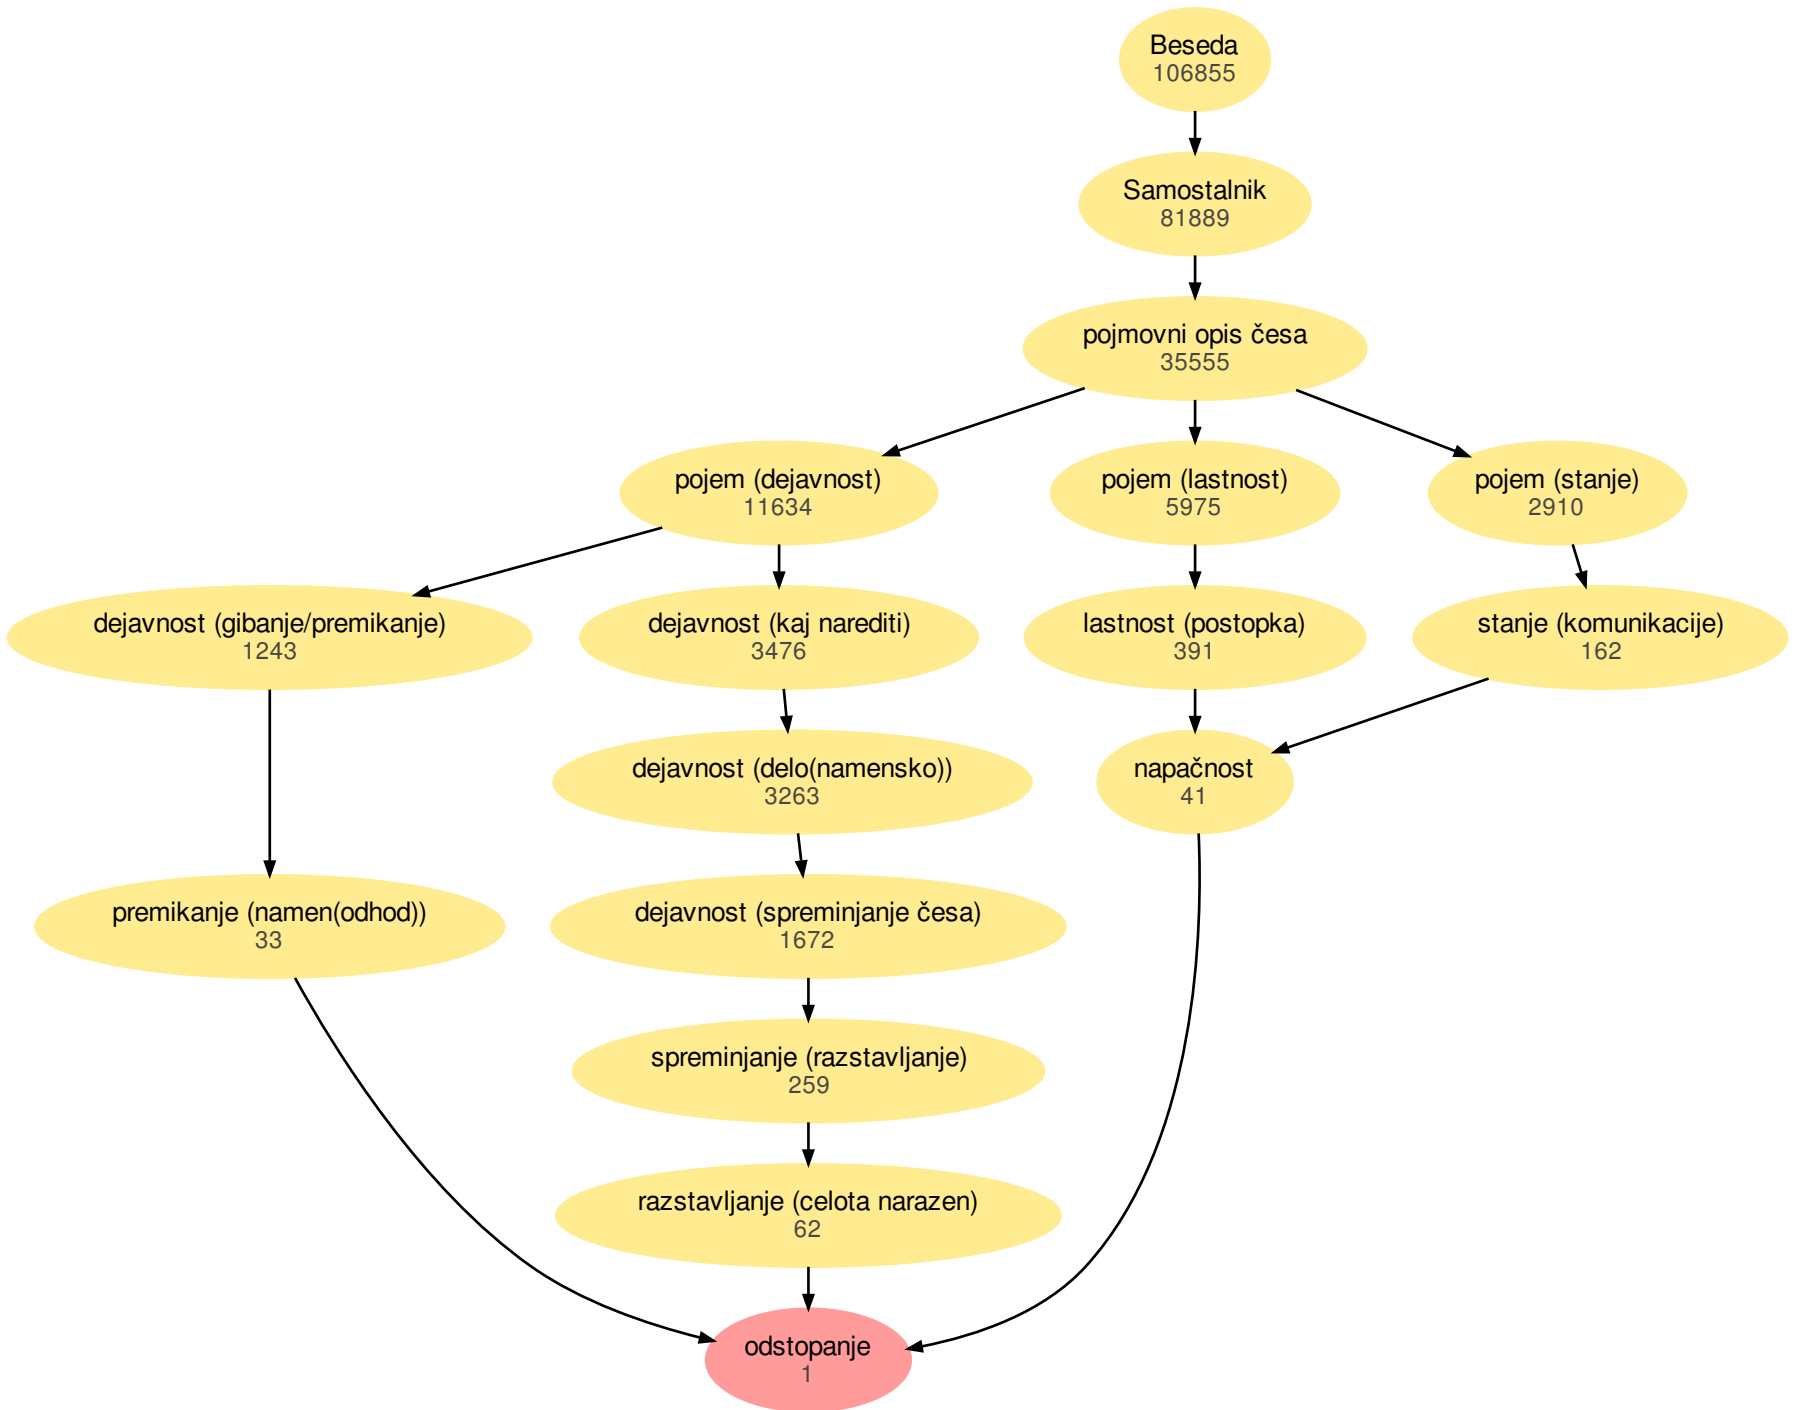 Beseda
106855
Samostalnik
81889
pojmovni opis česa
35555
pojem (dejavnost)
11634
pojem (lastnost)
5975
pojem (stanje)
2910
dejavnost (gibanje/premikanje)
1243
dejavnost (kaj narediti)
3476
lastnost (postopka)
391
stanje (komunikacije)
162
dejavnost (delo(namensko))
3263
napačnost
41
premikanje (namen(odhod))
33
dejavnost (spreminjanje česa)
1672
spreminjanje (razstavljanje)
259
razstavljanje (celota narazen)
62
odstopanje
1